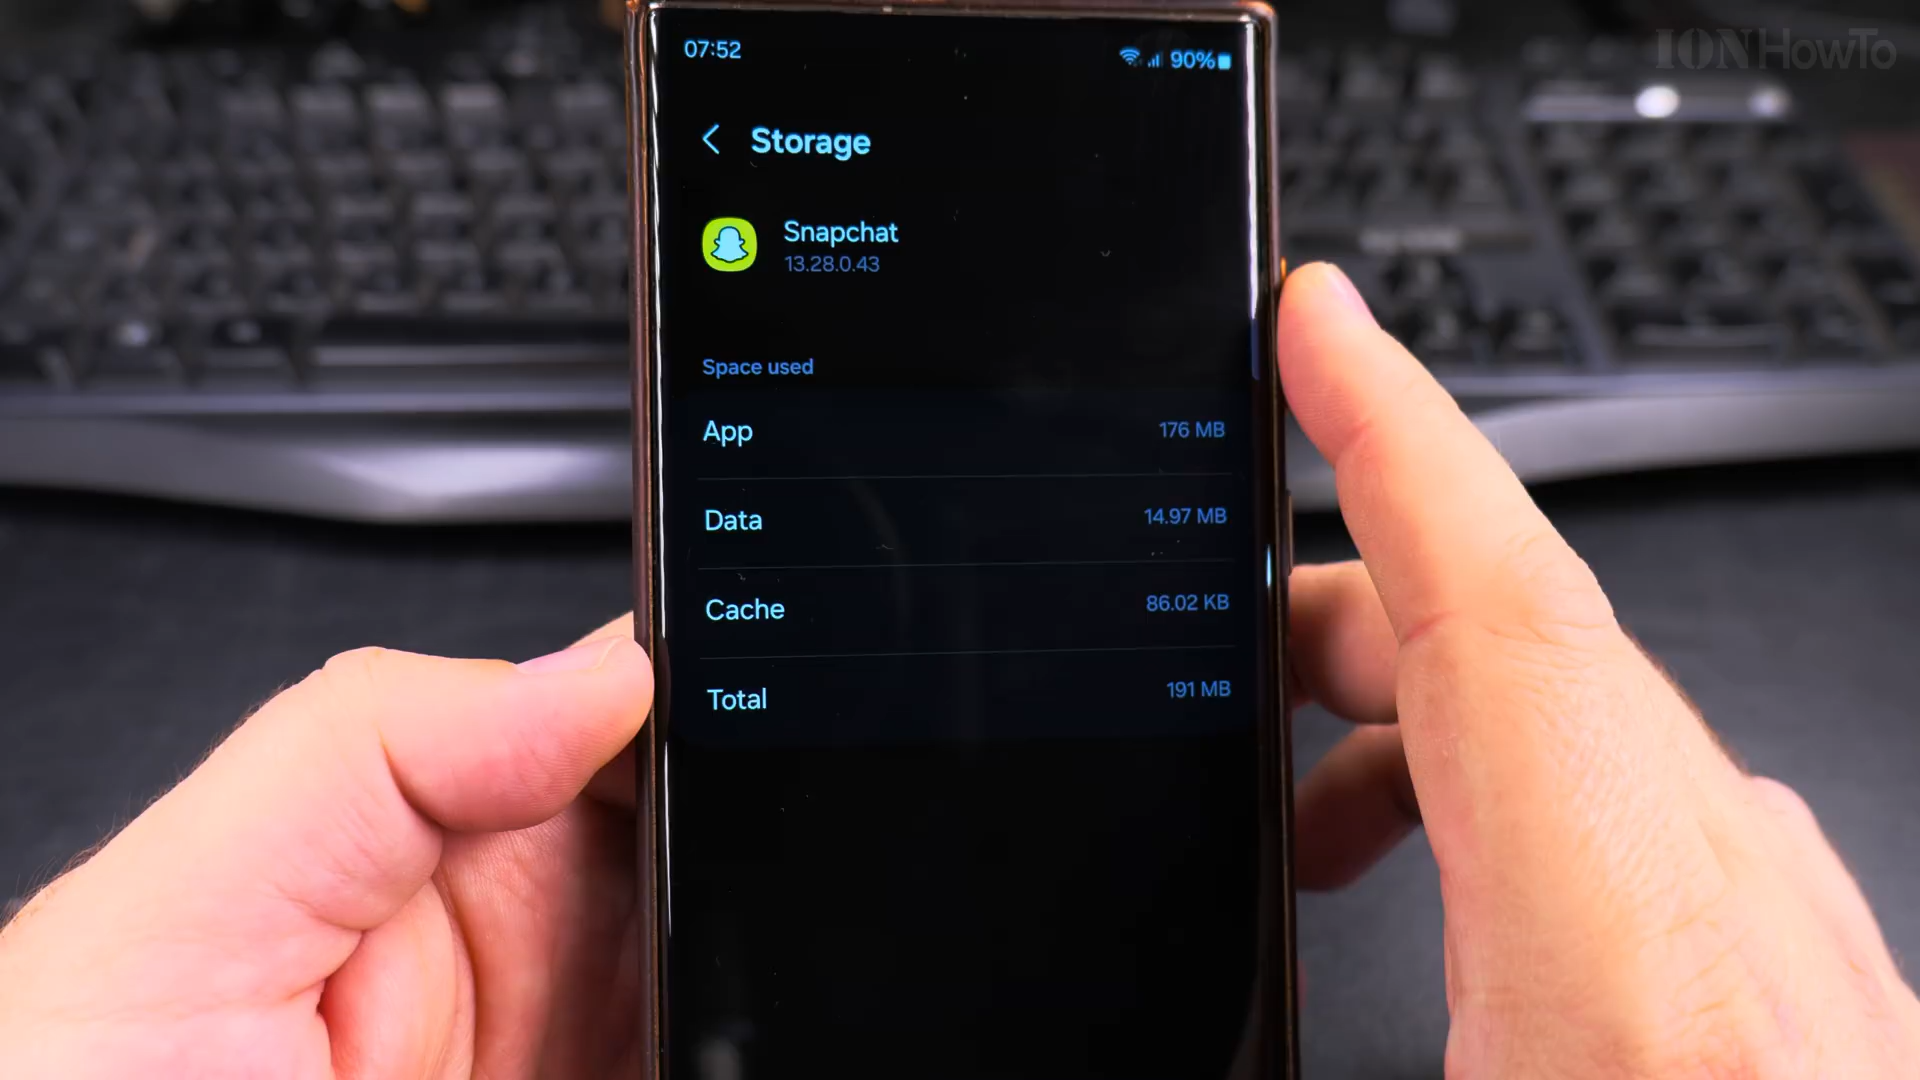 IONHowTo
07:52
90%
Storage
Snapchat
13.28.0.43
Space used
App 176 MB
Data 14.97 MB
Cache 86.02 KB
Total 191 MB